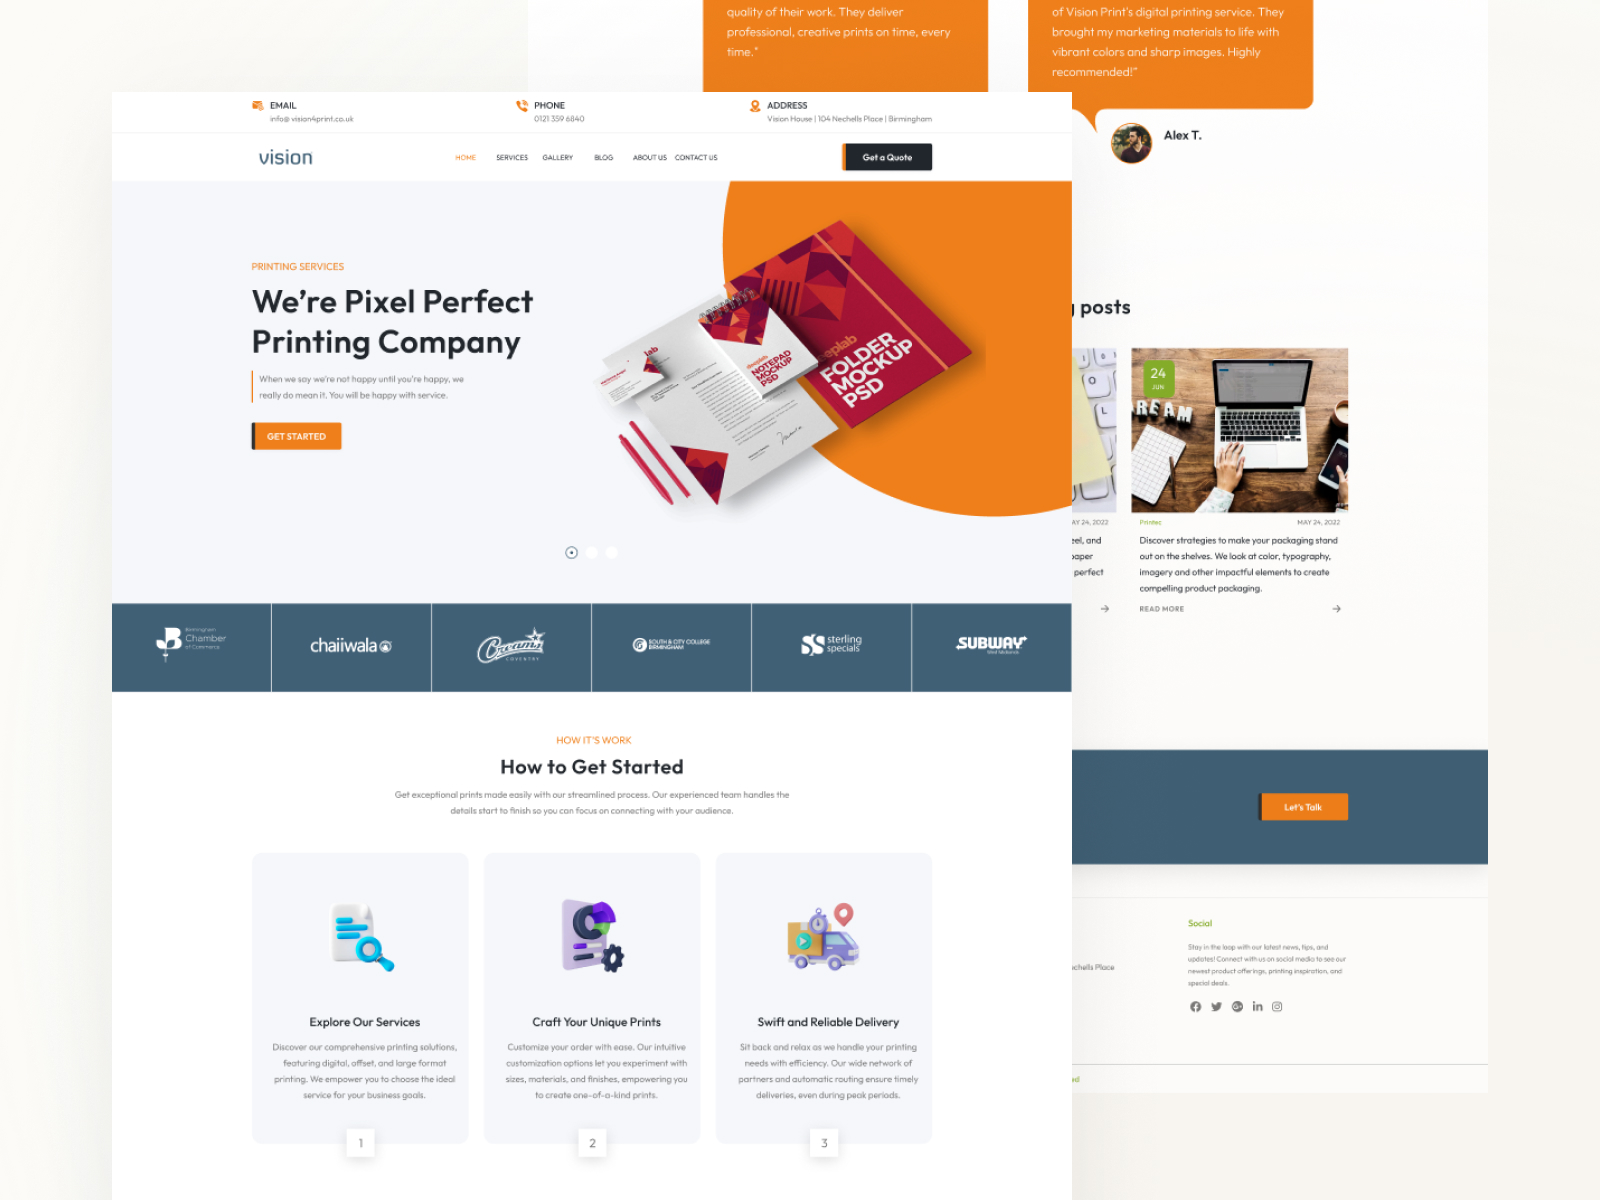 quality of their work. They deliver
professional, creative prints on time, every
time."
of Vision Print's digital printing service. They
brought my marketing materials to life with
vibrant colors and sharp images. Highly
recommended!"
Alex T.
EMAIL
info@vision4print.co.uk
PHONE
0121 359 6840
ADDRESS
Vision House | 104 Nechells Place | Birmingham
vision
HOME
SERVICES
GALLERY
BLOG
ABOUT US
CONTACT US
Get a Quote
PRINTING SERVICES
We're Pixel Perfect
Printing Company
When we say we're not happy until you're happy, we
really do mean it. You will be happy with service.
GET STARTED
lab
NOTEPAD
MOCKUP
PSD
FOLDER
MOCKUP
PSD
Birmingham
Chamber
of Commerce
chaiiwala
Creams
COVENTRY
SOUTH & CITY COLLEGE
BIRMINGHAM
SS
sterling
specials
SUBWAY
West Midlands
HOW IT'S WORK
How to Get Started
Get exceptional prints made easily with our streamlined process. Our experienced team handles the
details start to finish so you can focus on connecting with your audience.
Explore Our Services
Discover our comprehensive printing solutions,
featuring digital, offset, and large format
printing. We empower you to choose the ideal
service for your business goals.
1
Craft Your Unique Prints
Customize your order with ease. Our intuitive
customization options let you experiment with
sizes, materials, and finishes, empowering you
to create one-of-a-kind prints.
2
Swift and Reliable Delivery
Sit back and relax as we handle your printing
needs with efficiency. Our wide network of
partners and automatic routing ensure timely
deliveries, even during peak periods.
3
g posts
24
JUN
REAM
AY 24, 2022
eel, and
paper
perfect
Printec
MAY 24, 2022
Discover strategies to make your packaging stand
out on the shelves. We look at color, typography,
imagery and other impactful elements to create
compelling product packaging.
READ MORE
Let's Talk
echells Place
Social
Stay in the loop with our latest news, tips, and
updates! Connect with us on social media to see our
newest product offerings, printing inspiration, and
special deals.
ed